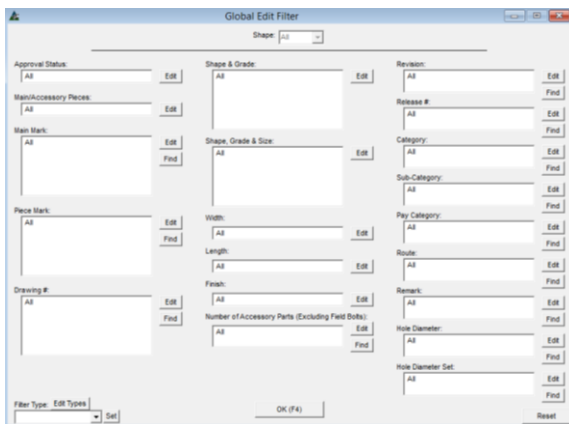 Global Edit Filter
Shape: All
Approval Status:
All Edit
Main/Accessory Pieces:
All Edit
Main Mark:
All Edit
Find
Piece Mark:
All Edit
Find
Drawing #:
All Edit
Find
Filter Type: Edit Types
Set
Shape & Grade:
All Edit
Shape, Grade & Size:
All Edit
Width:
All Edit
Length:
All Edit
Finish:
All Edit
Number of Accessory Parts (Excluding Field Bolts):
All Edit
Find
OK (F4)
Revision:
All Edit
Find
Release #:
All Edit
Find
Category:
All Edit
Find
Sub-Category:
All Edit
Find
Pay Category:
All Edit
Find
Route:
All Edit
Find
Remark:
All Edit
Find
Hole Diameter:
All Edit
Find
Hole Diameter Set:
All Edit
Find
Reset